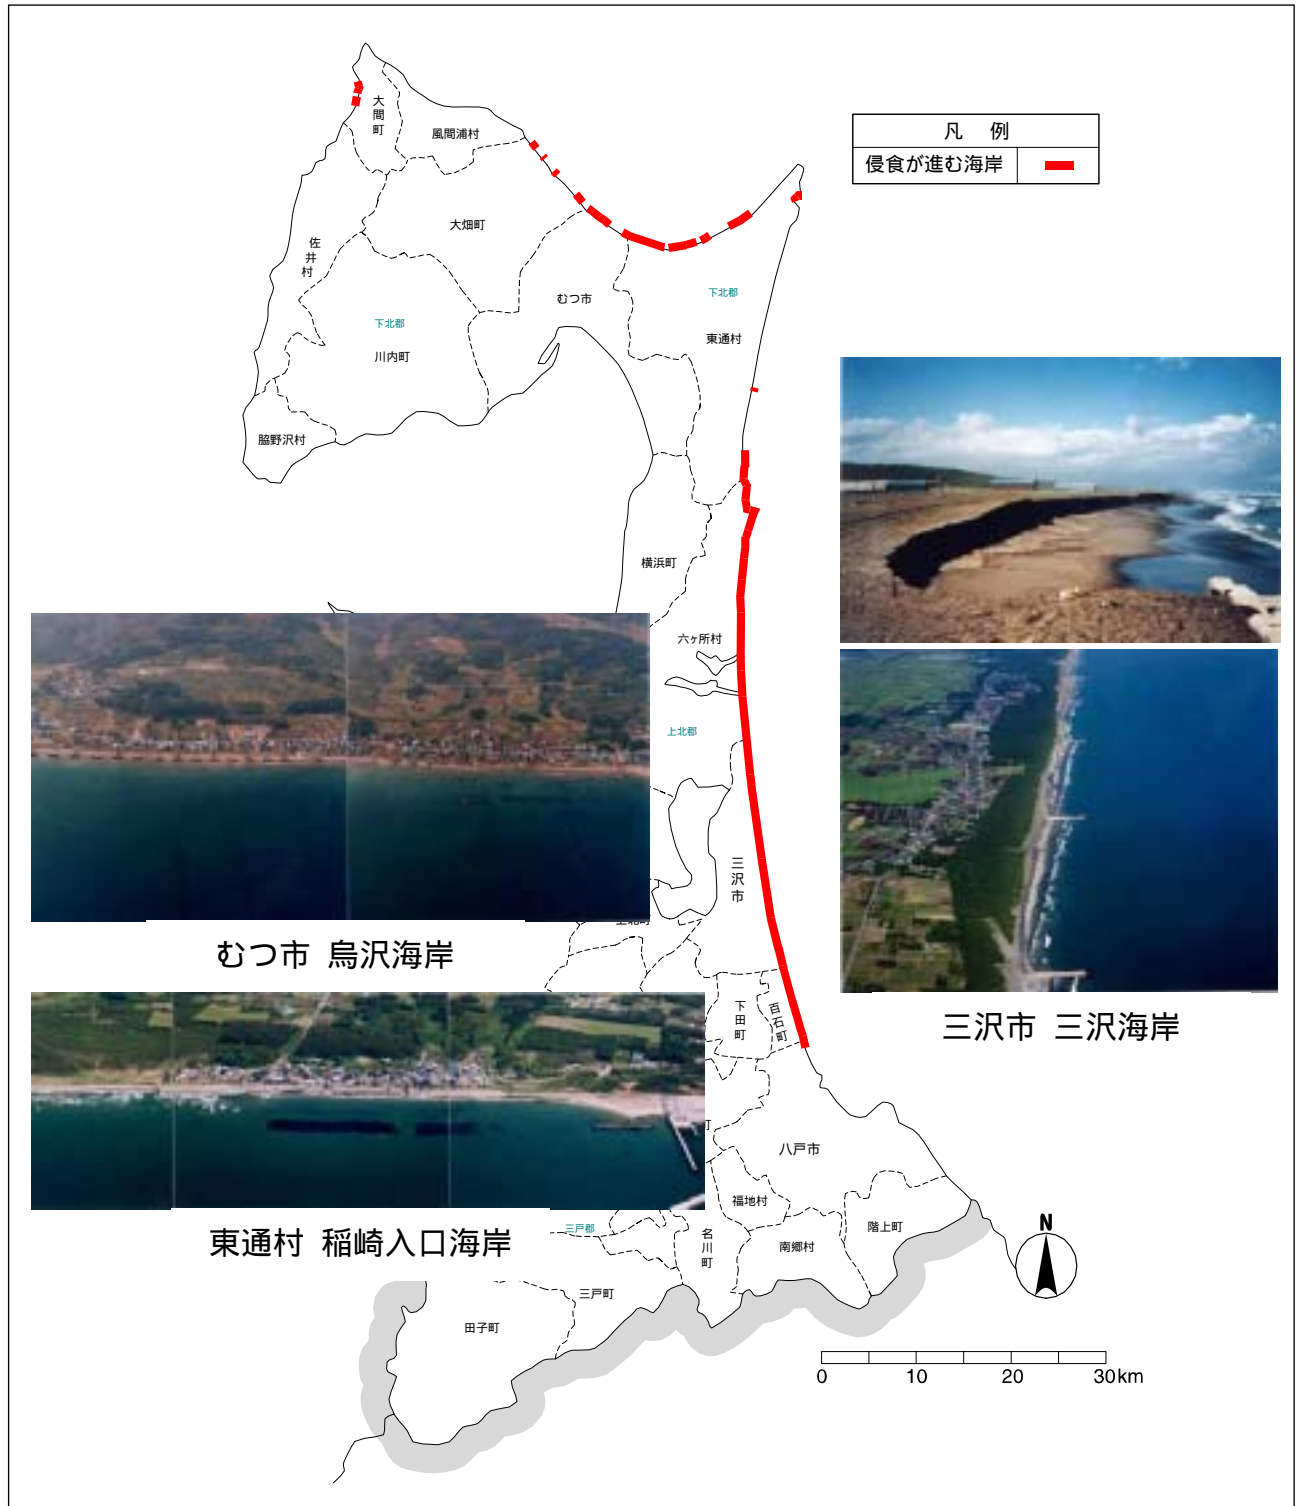 凡 例
侵食が進む海岸
大間町
風間浦村
大畑町
佐井村
むつ市
下北郡
東通村
下北郡
川内町
脇野沢村
横浜町
六ヶ所村
上北郡
三沢市
上北町
むつ市 鳥沢海岸
下田町
百石町
三沢市 三沢海岸
町
八戸市
福地村
東通村 稲崎入口海岸
三戸郡
名川町
南郷村
階上町
N
三戸町
田子町
0 10 20 30km